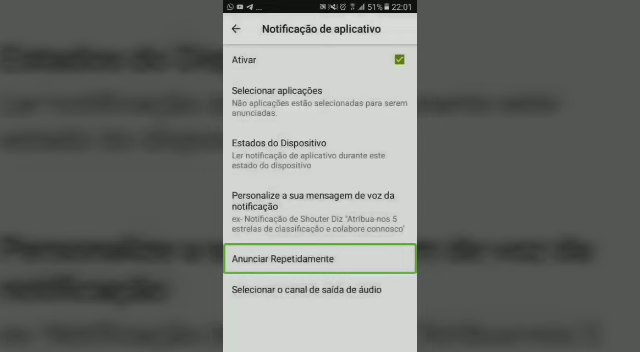 51% 22:01
Notificação de aplicativo
Ativar
Selecionar aplicações
Não aplicações estão selecionadas para serem
anunciadas.
Estados do Dispositivo
Ler notificação de aplicativo durante este
estado do dispositivo
Personalize a sua mensagem de voz da
notificação
ex- Notificação de Shouter Diz "Atribua-nos 5
estrelas de classificação e colabore connosco"
Anunciar Repetidamente
Selecionar o canal de saída de áudio